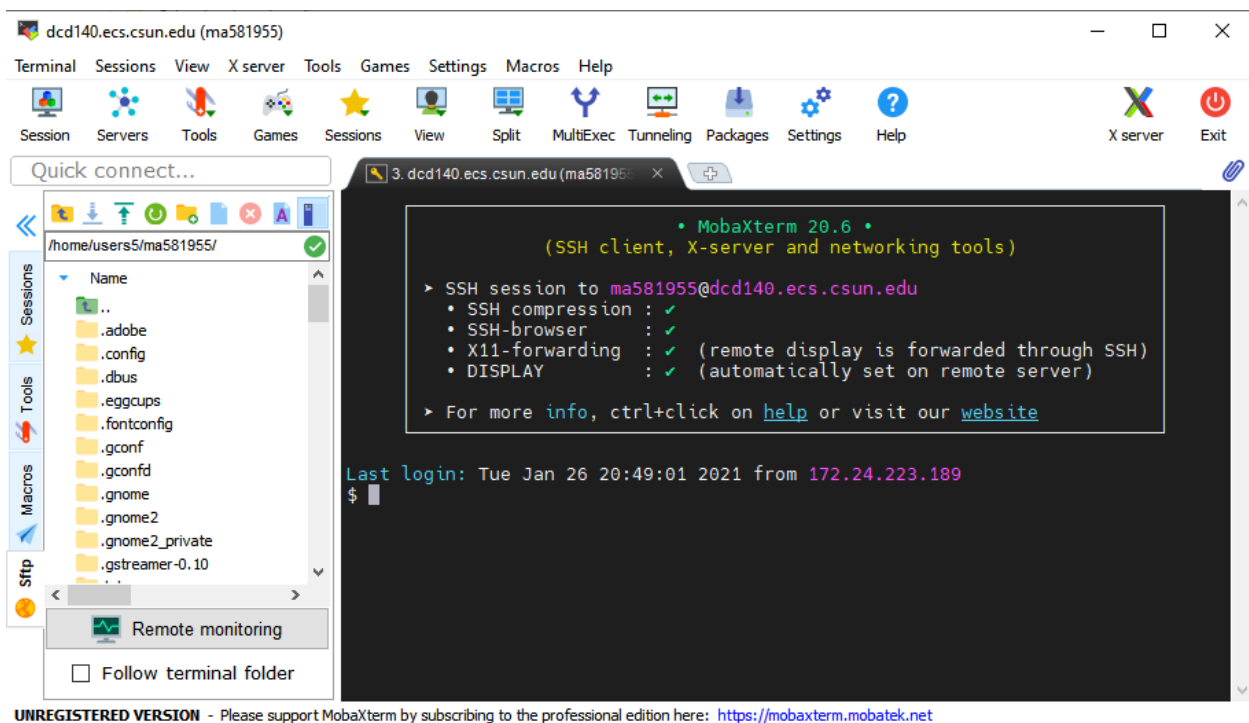 dcd140.ecs.csun.edu (ma581955)
Terminal Sessions View X server Tools Games Settings Macros Help
Session Servers Tools Games Sessions View Split MultiExec Tunneling Packages Settings Help X server Exit
Quick connect...
3. dcd140.ecs.csun.edu (ma58195
/home/users5/ma581955/
Name
..
.adobe
.config
.dbus
.eggcups
.fontconfig
.gconf
.gconfd
.gnome
.gnome2
.gnome2_private
.gstreamer-0.10
Sessions
Tools
Macros
Sftp
Remote monitoring
Follow terminal folder
• MobaXterm 20.6 •
(SSH client, X-server and networking tools)
➤ SSH session to ma581955@dcd140.ecs.csun.edu
• SSH compression : ✔
• SSH-browser : ✔
• X11-forwarding : ✔ (remote display is forwarded through SSH)
• DISPLAY : ✔ (automatically set on remote server)
➤ For more info, ctrl+click on help or visit our website
Last login: Tue Jan 26 20:49:01 2021 from 172.24.223.189
$
UNREGISTERED VERSION - Please support MobaXterm by subscribing to the professional edition here: https://mobaxterm.mobatek.net